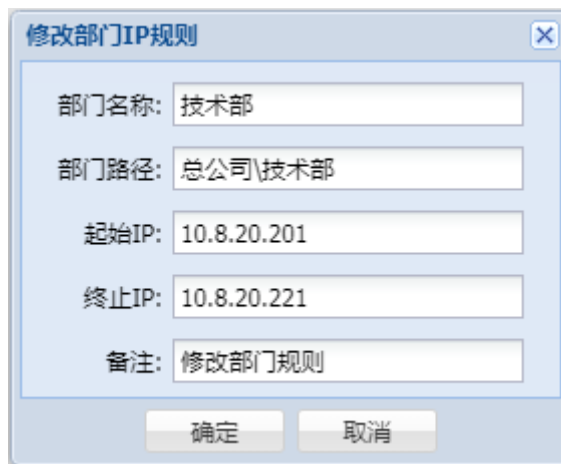 修改部门IP规则
部门名称: 技术部
部门路径: 总公司\技术部
起始IP: 10.8.20.201
终止IP: 10.8.20.221
备注: 修改部门规则
确定 取消